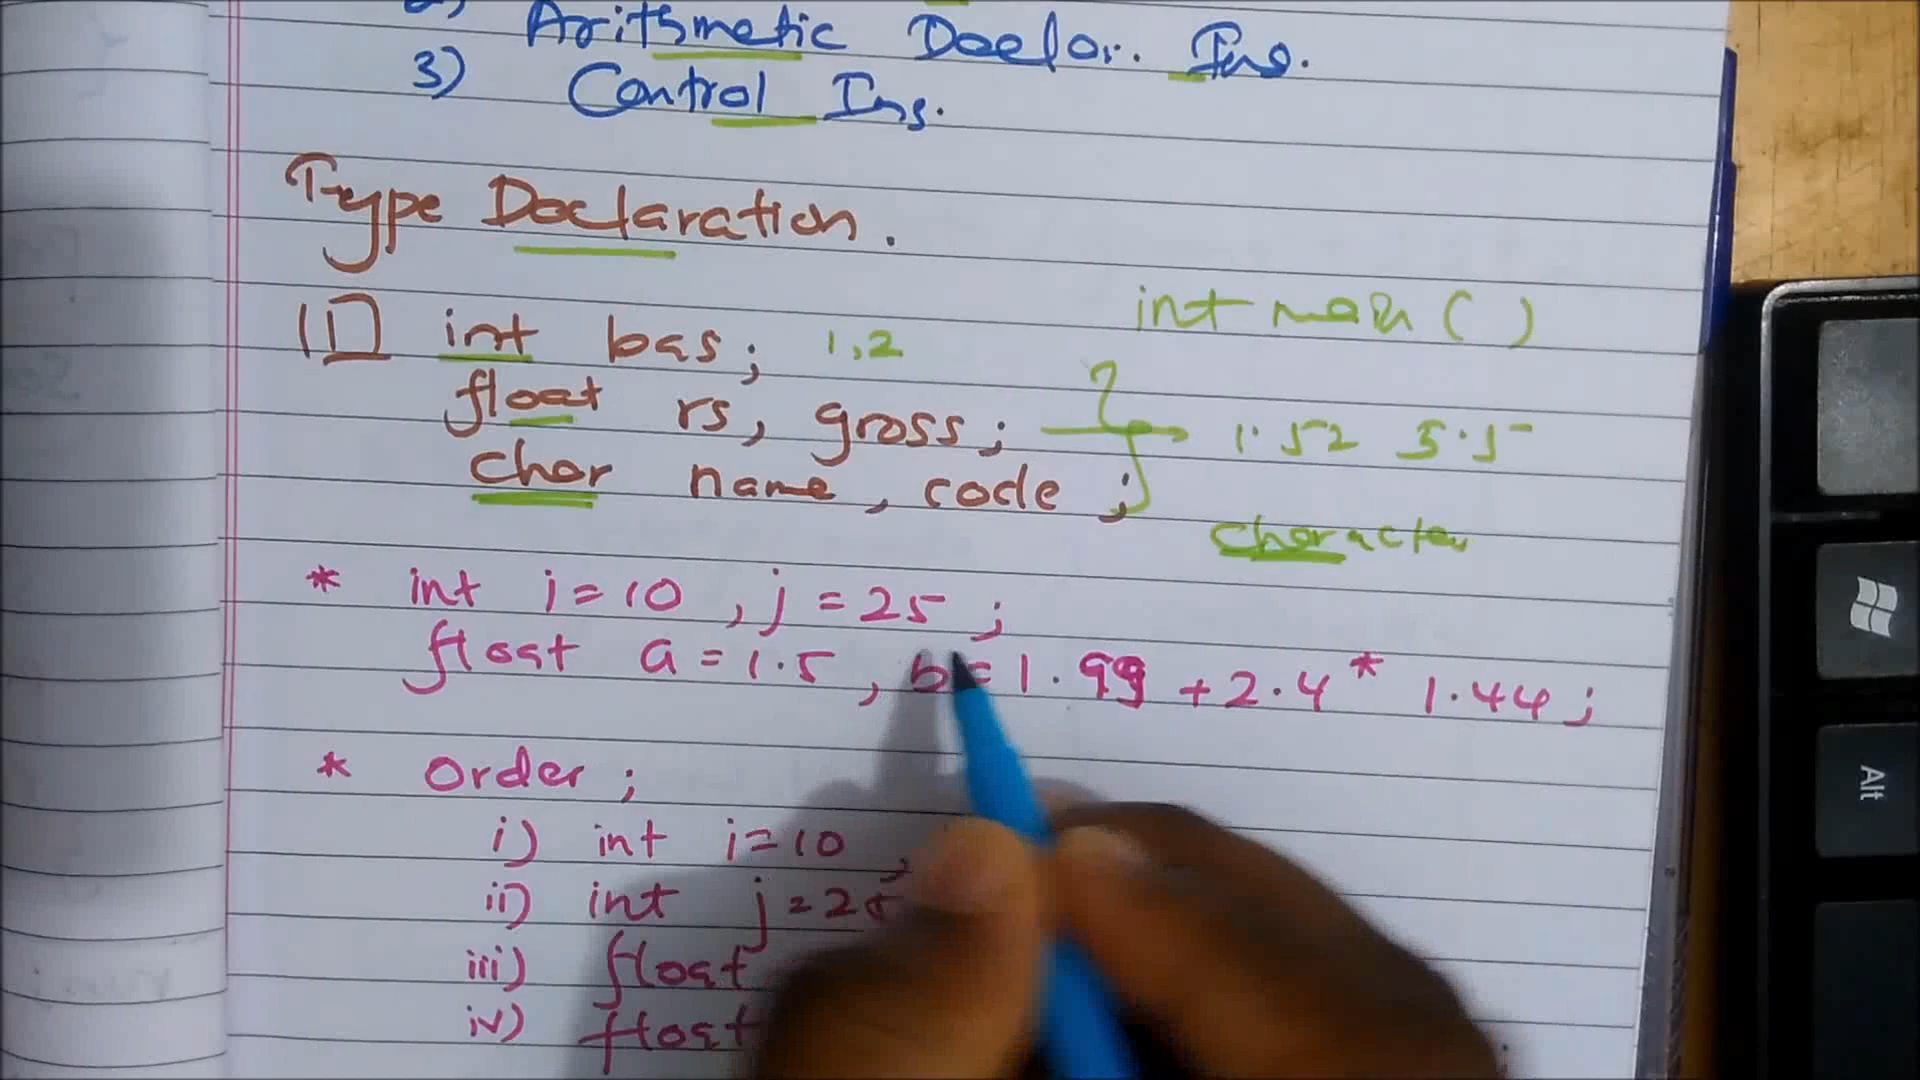 Arithmetic Declar. Ins.
3) Control Ins.
Type Declaration.
int main ( )
1) int bas; 1,2
float rs, gross; 1.52 5.5
char name, code ;
character
* int i=10 , j=25 ;
float a=1.5 , b=1.99 +2.4* 1.44;
* Order ;
i) int i=10 ,
ii) int j=25
iii) float
iv) float
Alt